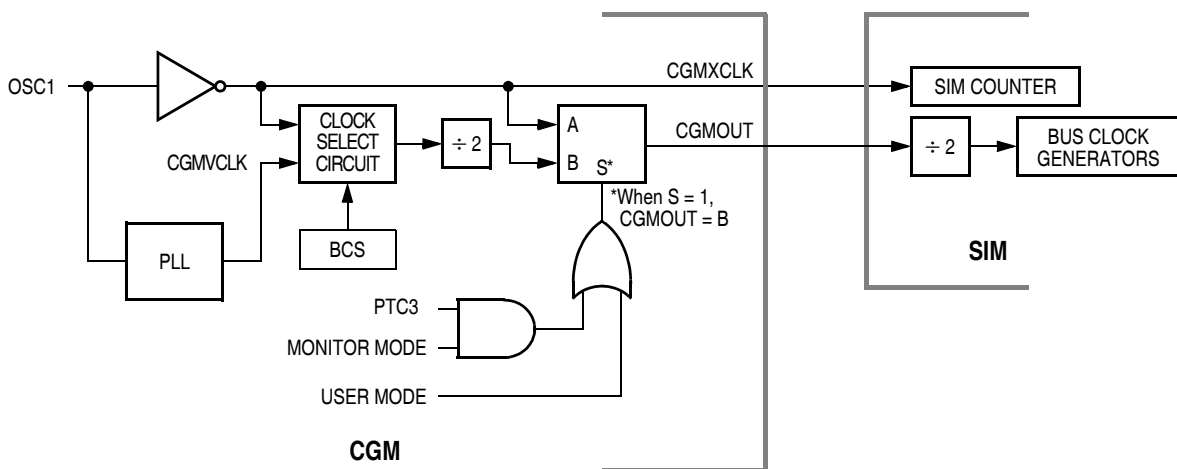 OSC1
CGMXCLK
SIM COUNTER
CLOCK
SELECT
CIRCUIT
÷ 2
A
B
S*
CGMOUT
÷ 2
BUS CLOCK
GENERATORS
CGMVCLK
*When S = 1,
CGMOUT = B
BCS
PLL
SIM
PTC3
MONITOR MODE
USER MODE
CGM